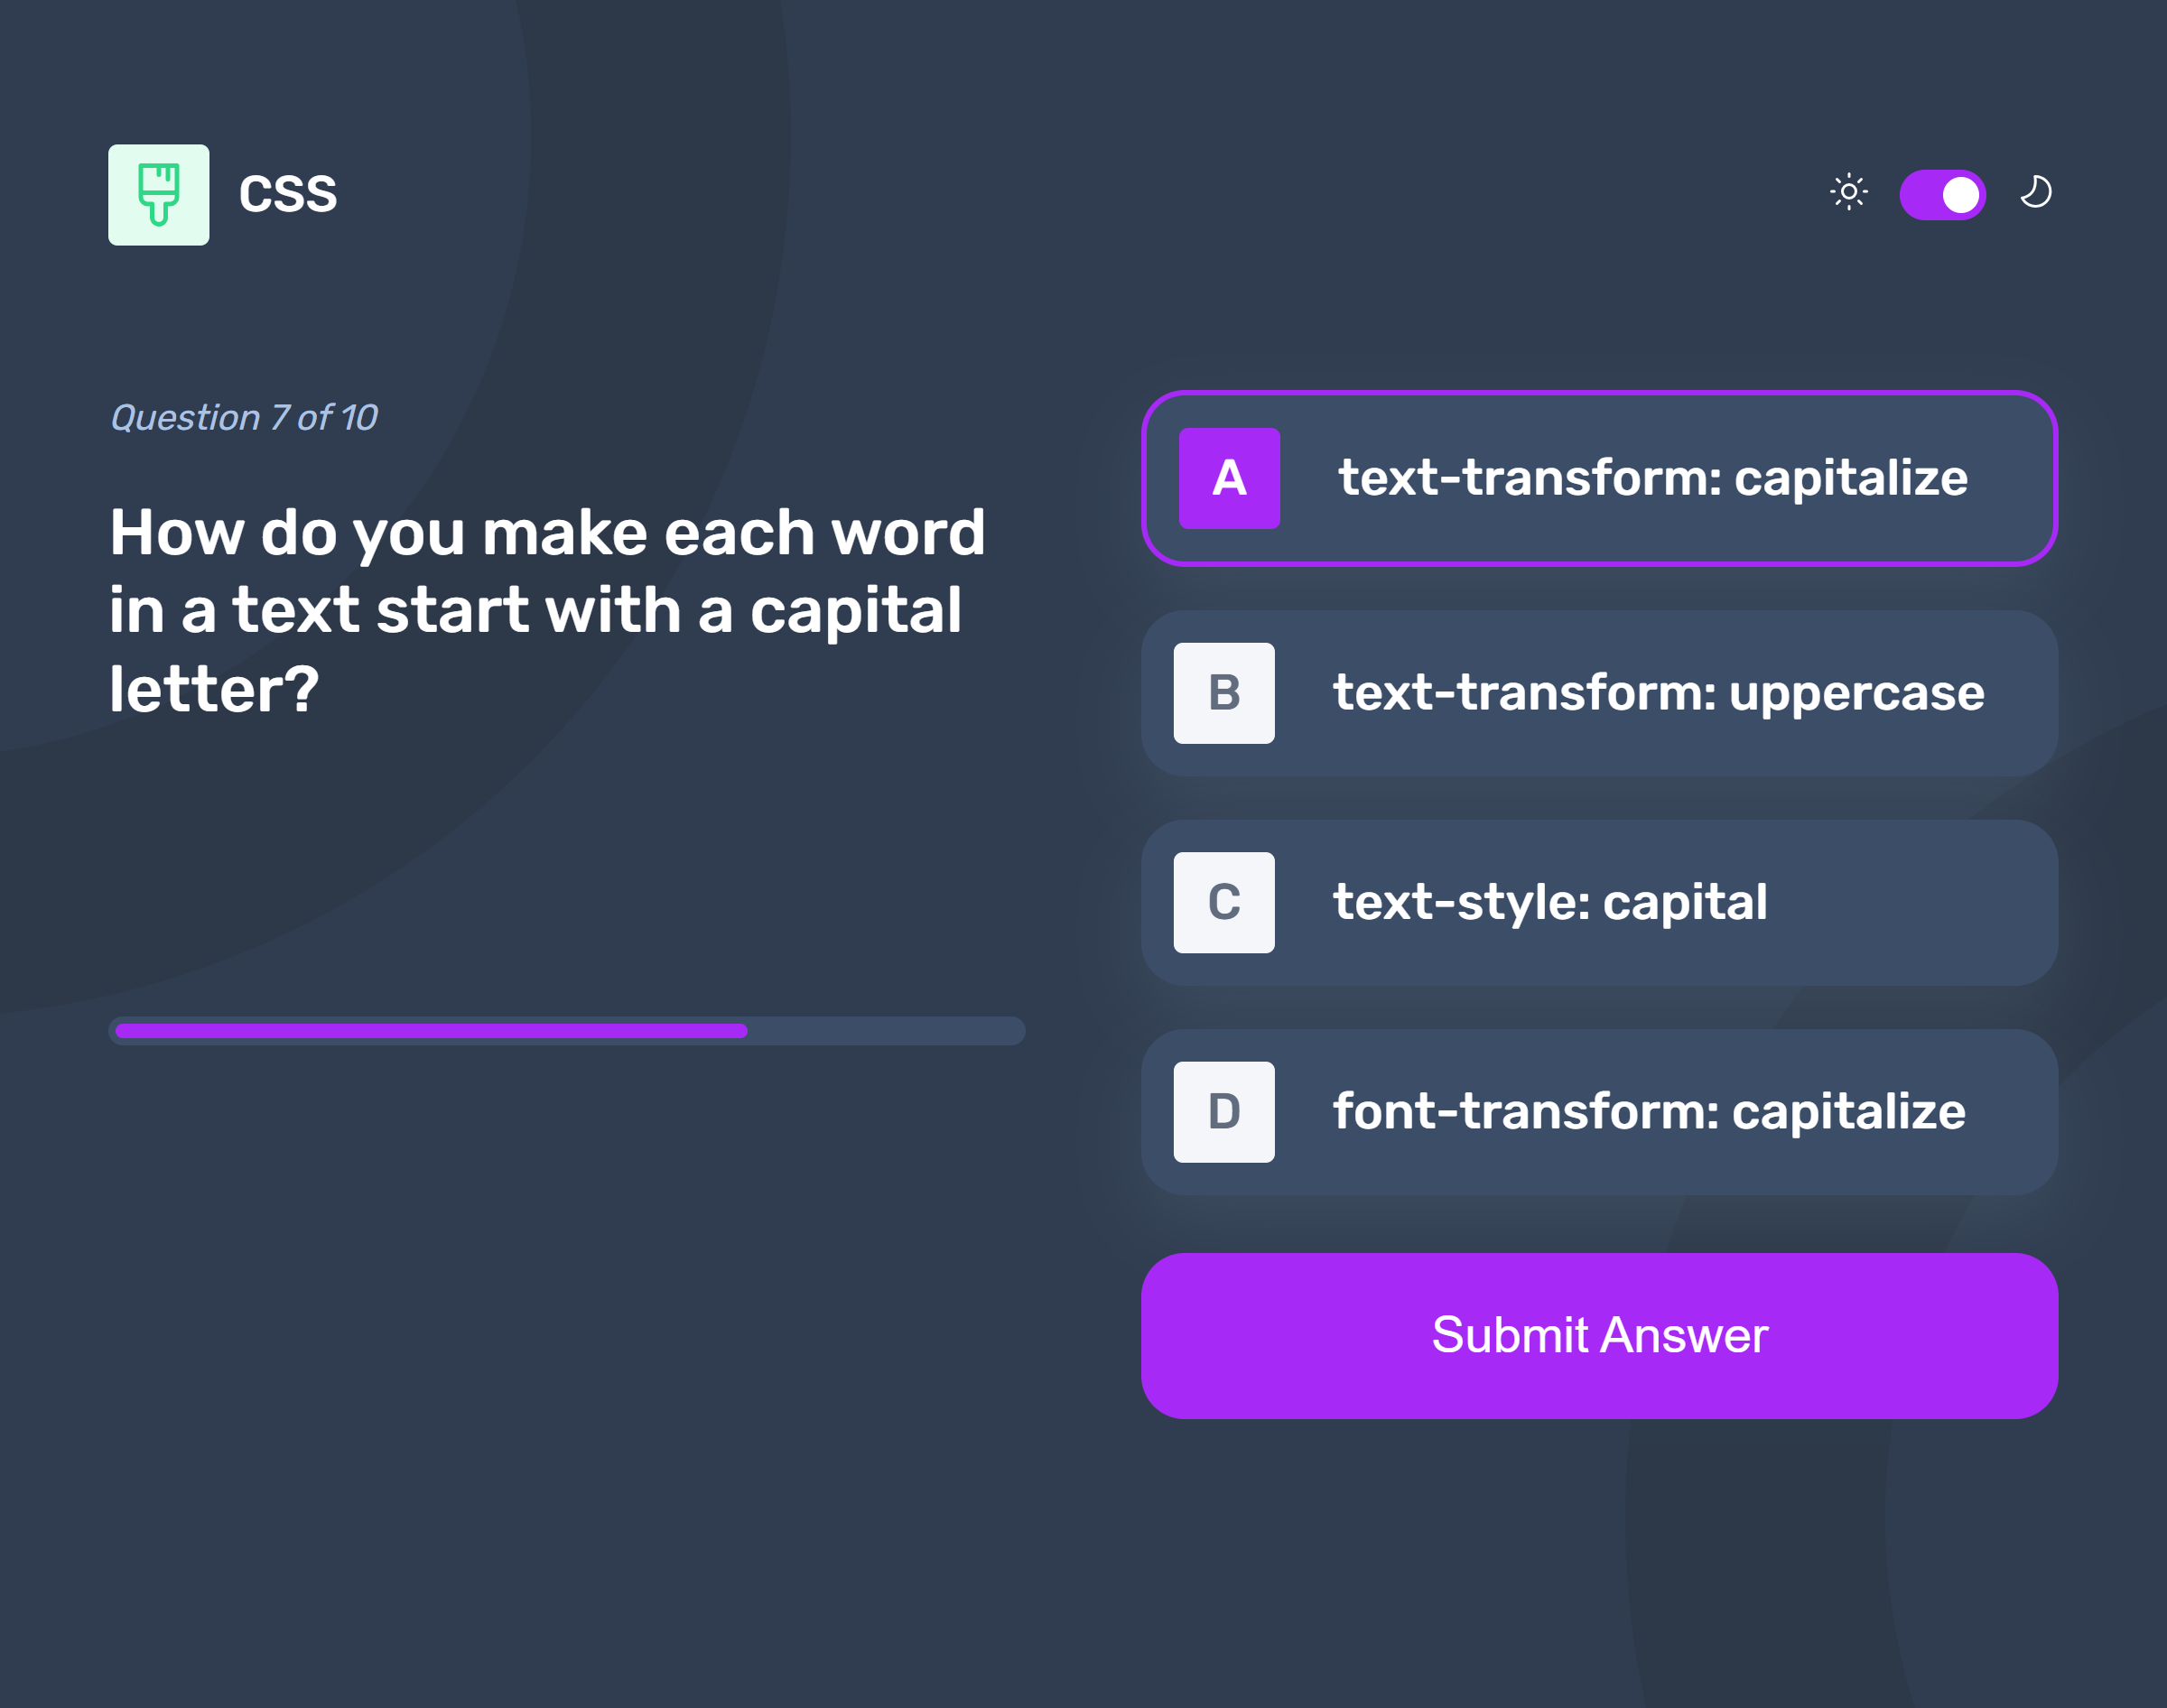 CSS
Question 7 of 10
How do you make each word
in a text start with a capital
letter?
A text-transform: capitalize
B text-transform: uppercase
C text-style: capital
D font-transform: capitalize
Submit Answer